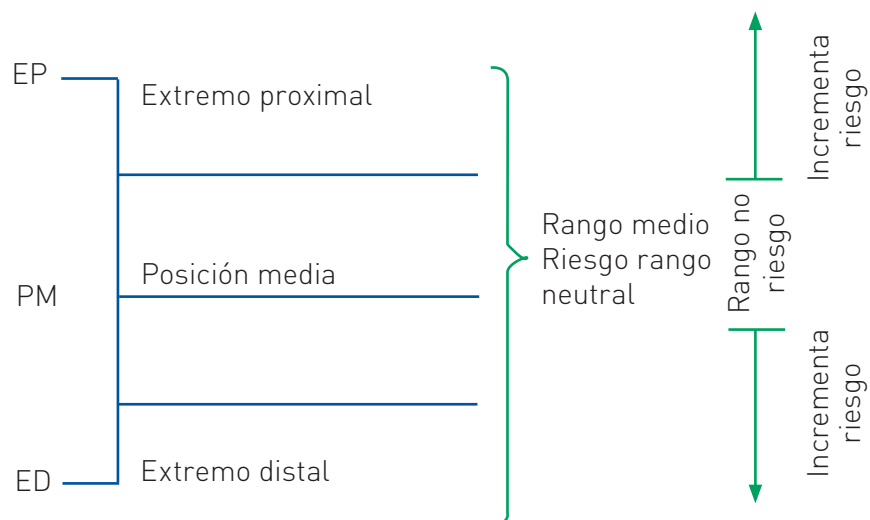 EP
Extremo proximal
PM
Posición media
ED
Extremo distal
Rango medio
Riesgo rango
neutral
Incrementa
riesgo
Rango no
riesgo
Incrementa
riesgo